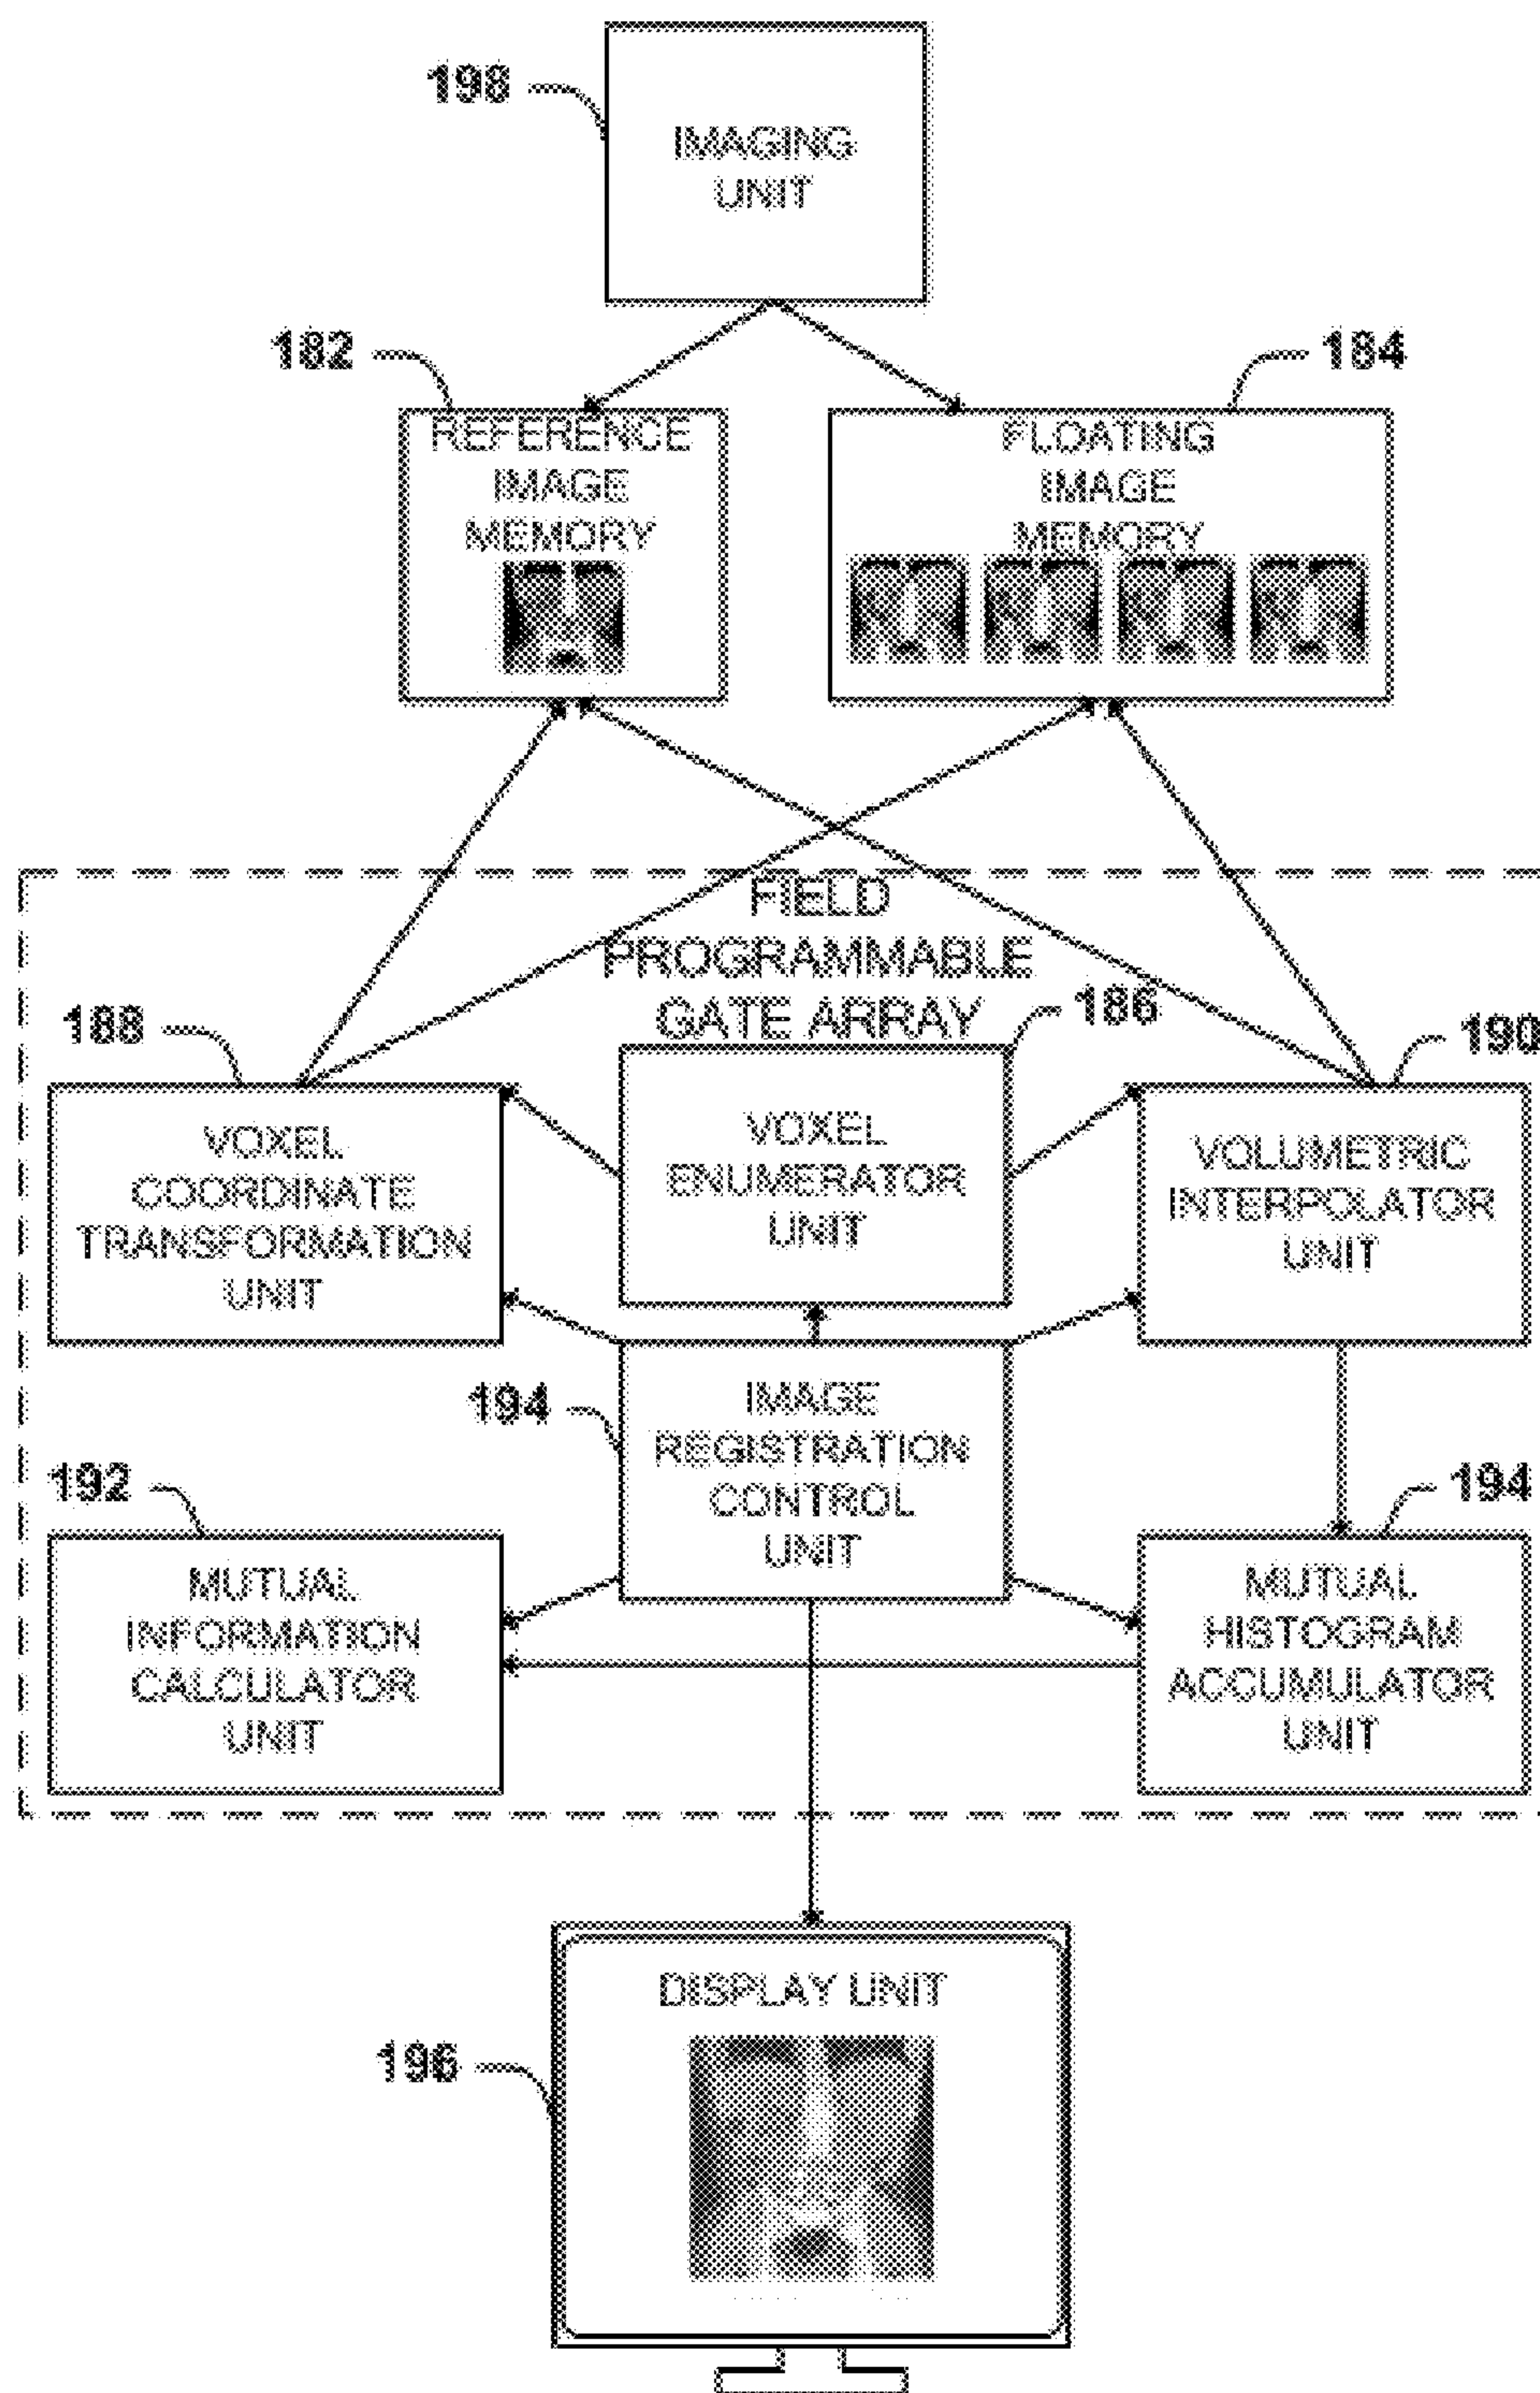 198
IMAGING
UNIT
182
184
REFERENCE
IMAGE
MEMORY
FLOATING
IMAGE
MEMORY
FIELD
PROGRAMMABLE
GATE ARRAY
188
186
190
VOXEL
COORDINATE
TRANSFORMATION
UNIT
VOXEL
ENUMERATOR
UNIT
VOLUMETRIC
INTERPOLATOR
UNIT
194
IMAGE
REGISTRATION
CONTROL
UNIT
192
194
MUTUAL
INFORMATION
CALCULATOR
UNIT
MUTUAL
HISTOGRAM
ACCUMULATOR
UNIT
DISPLAY UNIT
196